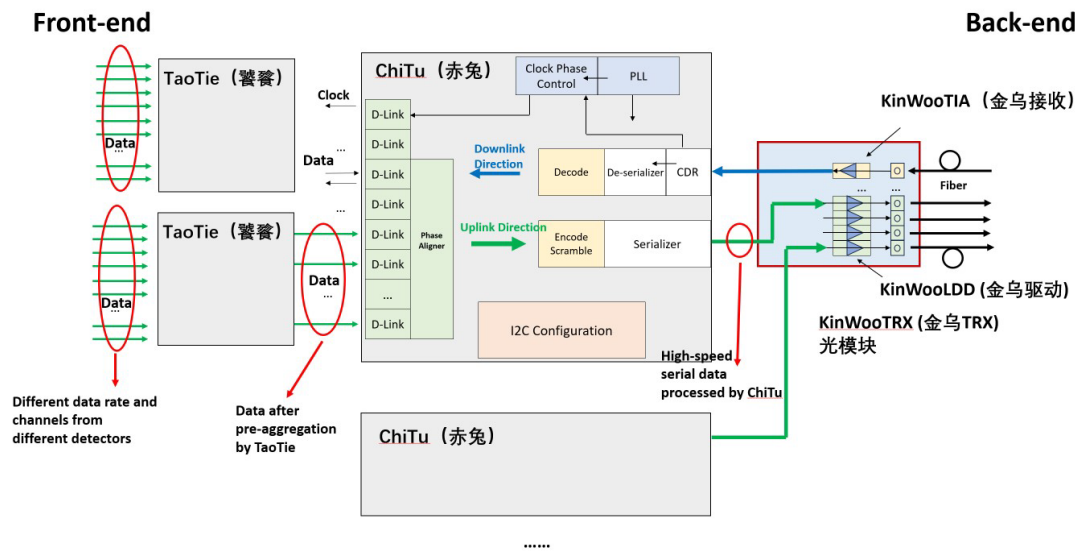 Front-end
Back-end
TaoTie（饕餮）
Data
...
TaoTie（饕餮）
Data
...
Different data rate and
channels from
different detectors
Clock
...
Data
...
Data
...
Data after
pre-aggregation
by TaoTie
ChiTu（赤兔）
Clock Phase
Control
PLL
D-Link
D-Link
D-Link
D-Link
D-Link
D-Link
...
D-Link
Phase
Aligner
Downlink
Direction
Decode
De-serializer
CDR
Uplink Direction
Encode
Scramble
Serializer
I2C Configuration
High-speed
serial data
processed by ChiTu
KinWooTIA（金乌接收）
O
Fiber
...
...
O
O
O
O
KinWooLDD (金乌驱动）
KinWooTRX (金乌TRX)
光模块
ChiTu（赤兔）
......